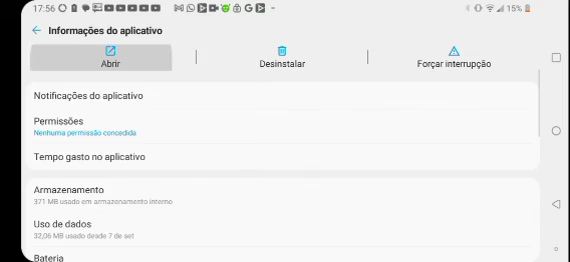 17:56
15%
Informações do aplicativo
Abrir
Desinstalar
Forçar interrupção
Notificações do aplicativo
Permissões
Nenhuma permissão concedida
Tempo gasto no aplicativo
Armazenamento
371 MB usado em armazenamento interno
Uso de dados
32,06 MB usado desde 7 de set
Bateria